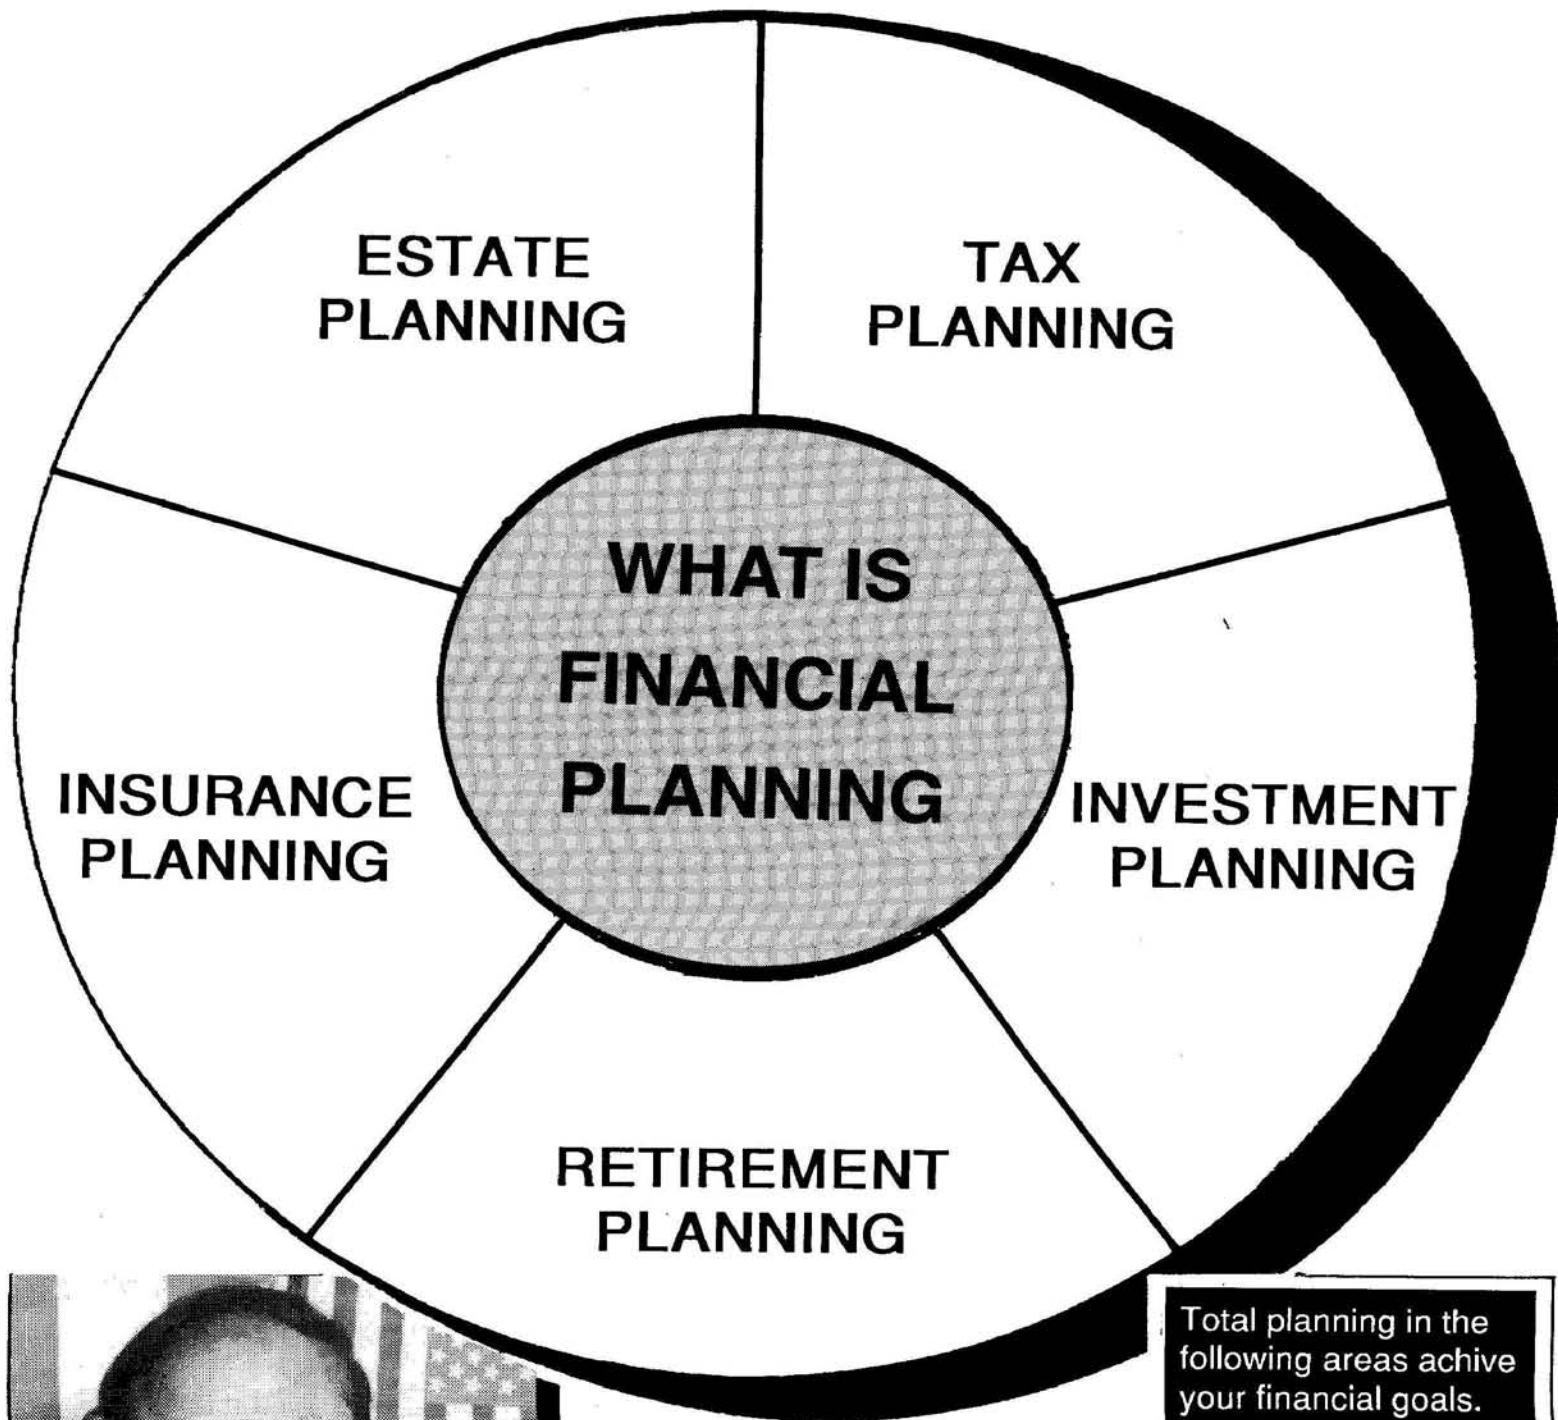 ESTATE
PLANNING
TAX
PLANNING
WHAT IS
FINANCIAL
PLANNING
INSURANCE
PLANNING
INVESTMENT
PLANNING
RETIREMENT
PLANNING
Total planning in the
following areas achive
your financial goals.